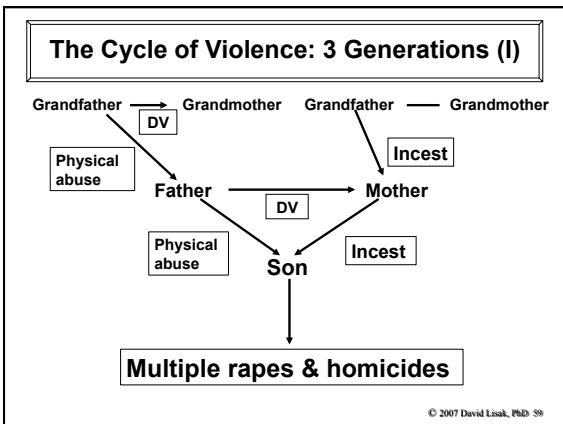 The Cycle of Violence: 3 Generations (I)
Grandfather Grandmother Grandfather Grandmother
DV
Physical
abuse
Incest
Father Mother
DV
Physical
abuse
Incest
Son
Multiple rapes & homicides
© 2007 David Lisak, PhD 59